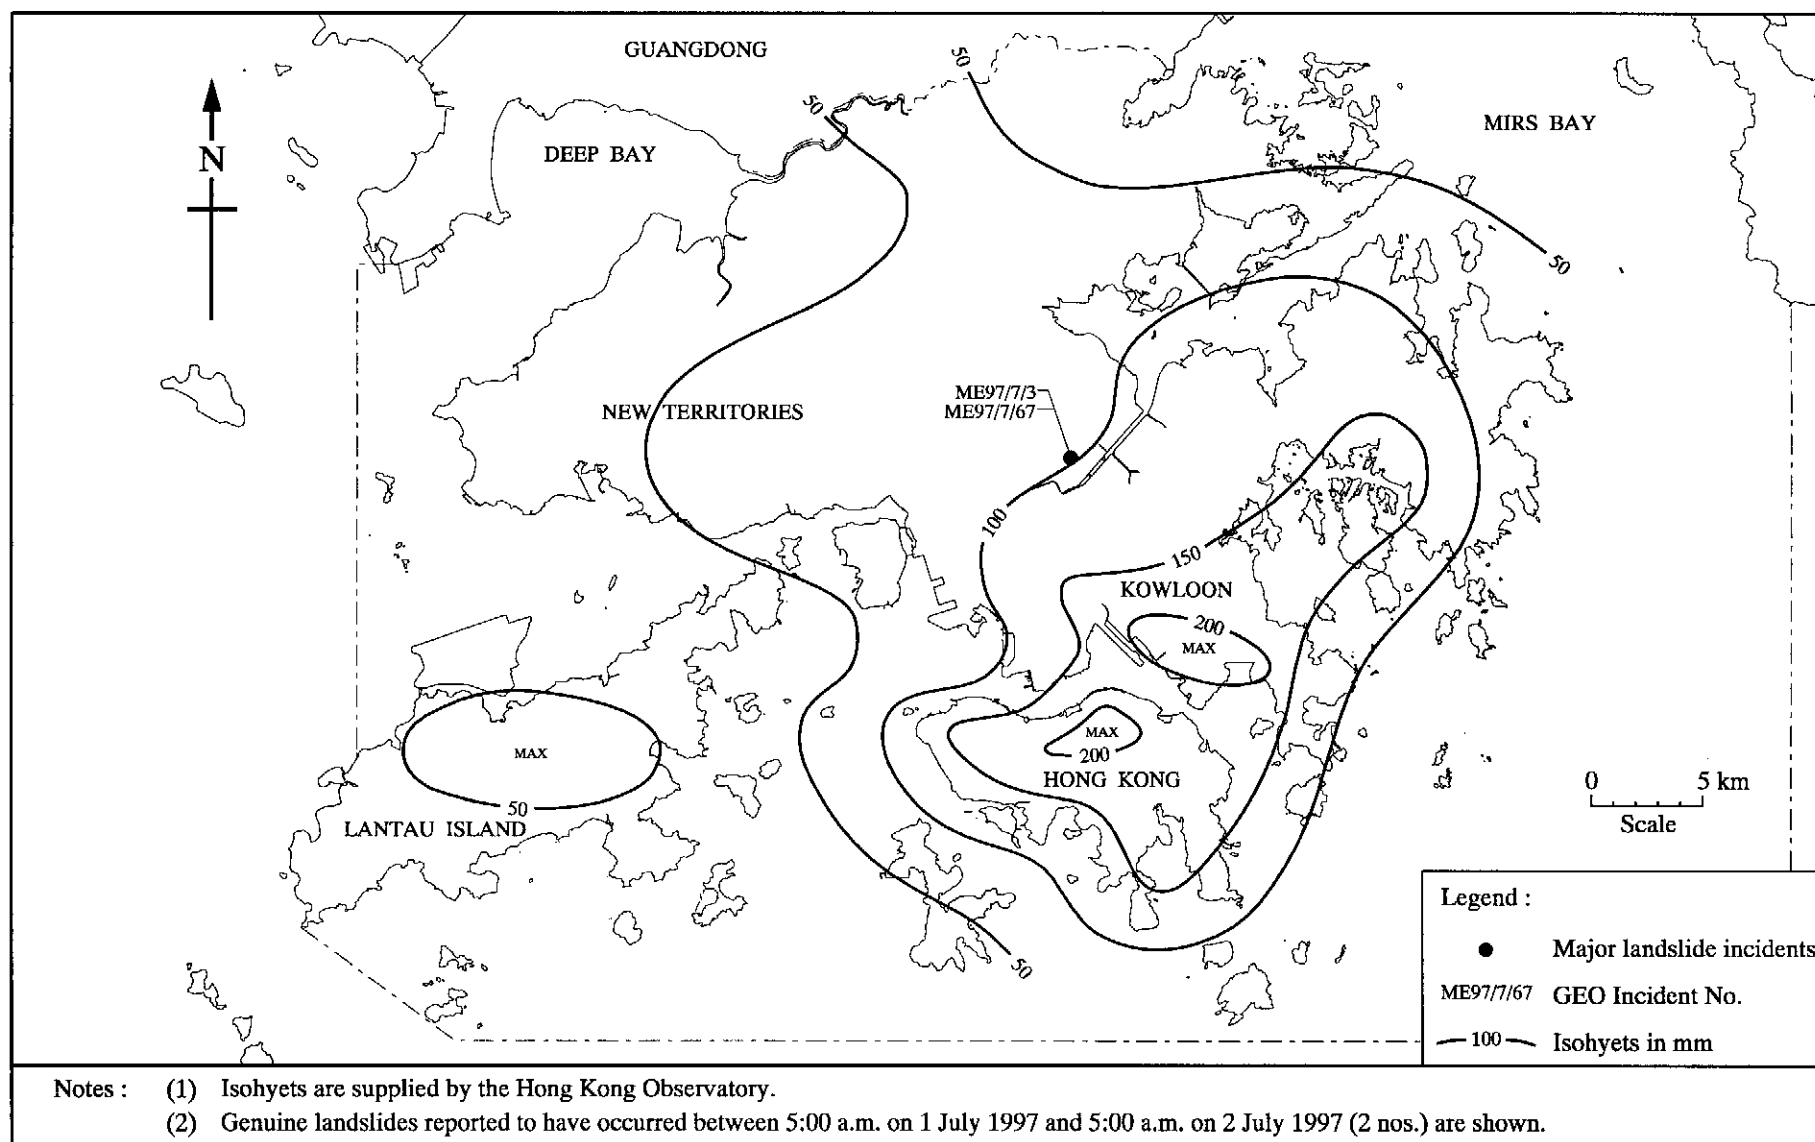 GUANGDONG
50
50
MIRS BAY
DEEP BAY
N
50
ME97/7/3
ME97/7/67
NEW TERRITORIES
100
150
KOWLOON
200
MAX
MAX
200
MAX
HONG KONG
50
LANTAU ISLAND
0 5 km
Scale
50
Legend :
Major landslide incidents
ME97/7/67 GEO Incident No.
100 Isohyets in mm
Notes : (1) Isohyets are supplied by the Hong Kong Observatory.
(2) Genuine landslides reported to have occurred between 5:00 a.m. on 1 July 1997 and 5:00 a.m. on 2 July 1997 (2 nos.) are shown.